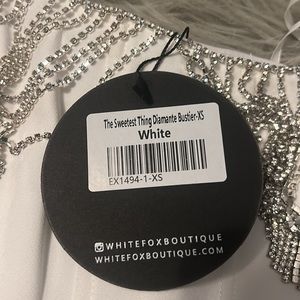 The Sweetest Thing Diamante Bustier-XS
White
EX1494-1-XS
WHITEFOXBOUTIQUE
WHITEFOXBOUTIQUE.COM